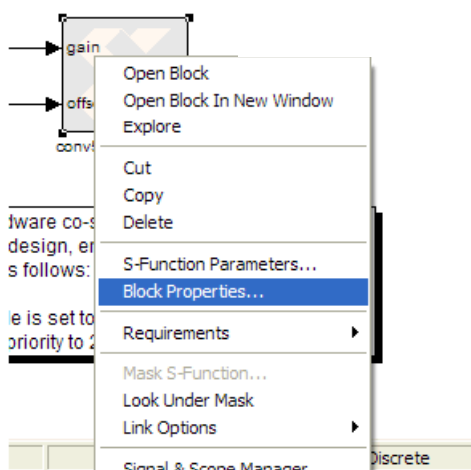 gain
Open Block
offs
Open Block In New Window
Explore
Cut
Copy
dware co-s
Delete
design, en
s follows:
S-Function Parameters...
Block Properties...
le is set to
priority to 2
Requirements
Mask S-Function...
Look Under Mask
Link Options
Discrete
Signal & Scope Manager